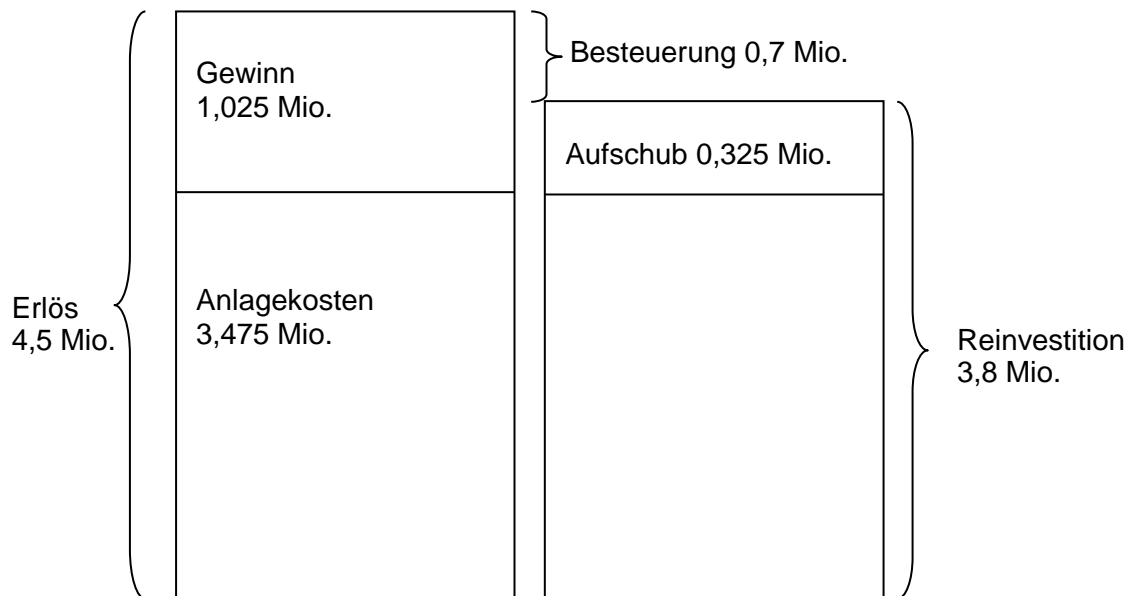 Besteuerung 0,7 Mio.
Gewinn
1,025 Mio.
Aufschub 0,325 Mio.
Erlös
4,5 Mio.
Anlagekosten
3,475 Mio.
Reinvestition
3,8 Mio.